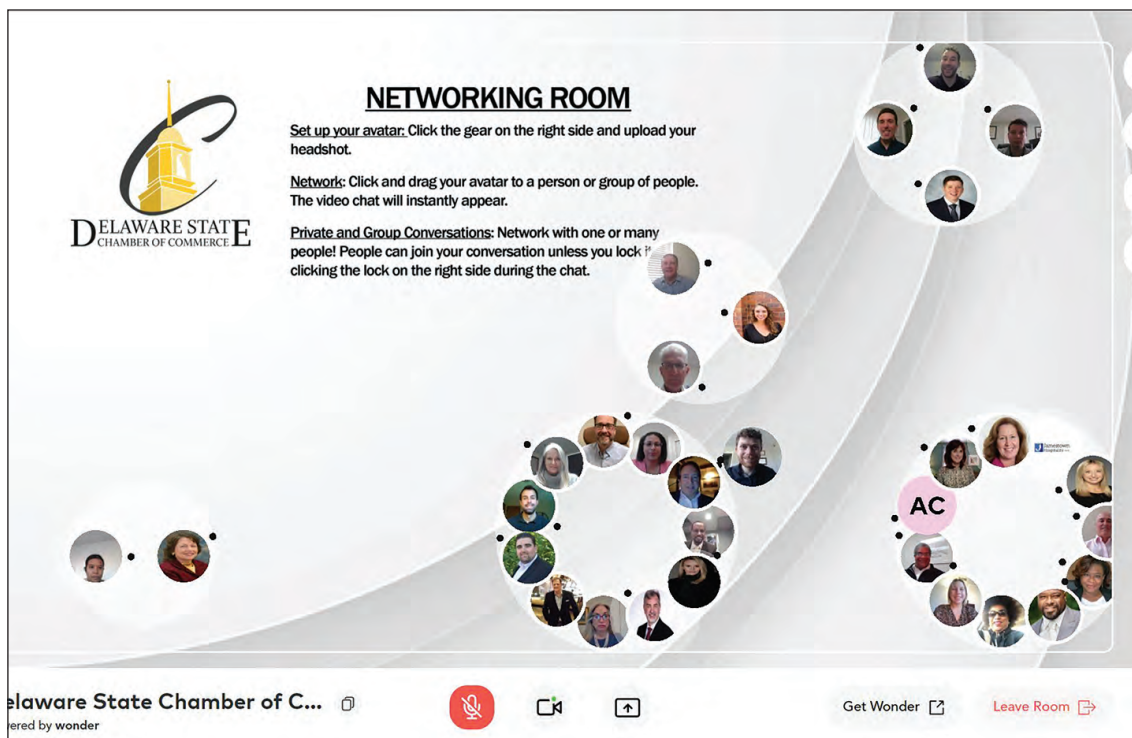 NETWORKING ROOM
Set up your avatar: Click the gear on the right side and upload your
headshot.
Network: Click and drag your avatar to a person or group of people.
The video chat will instantly appear.
Private and Group Conversations: Network with one or many
people! People can join your conversation unless you lock
clicking the lock on the right side during the chat.
DELAWARE STATE
CHAMBER OF COMMERCE
AC
elaware State Chamber of C...
wered by wonder
Get Wonder
Leave Room